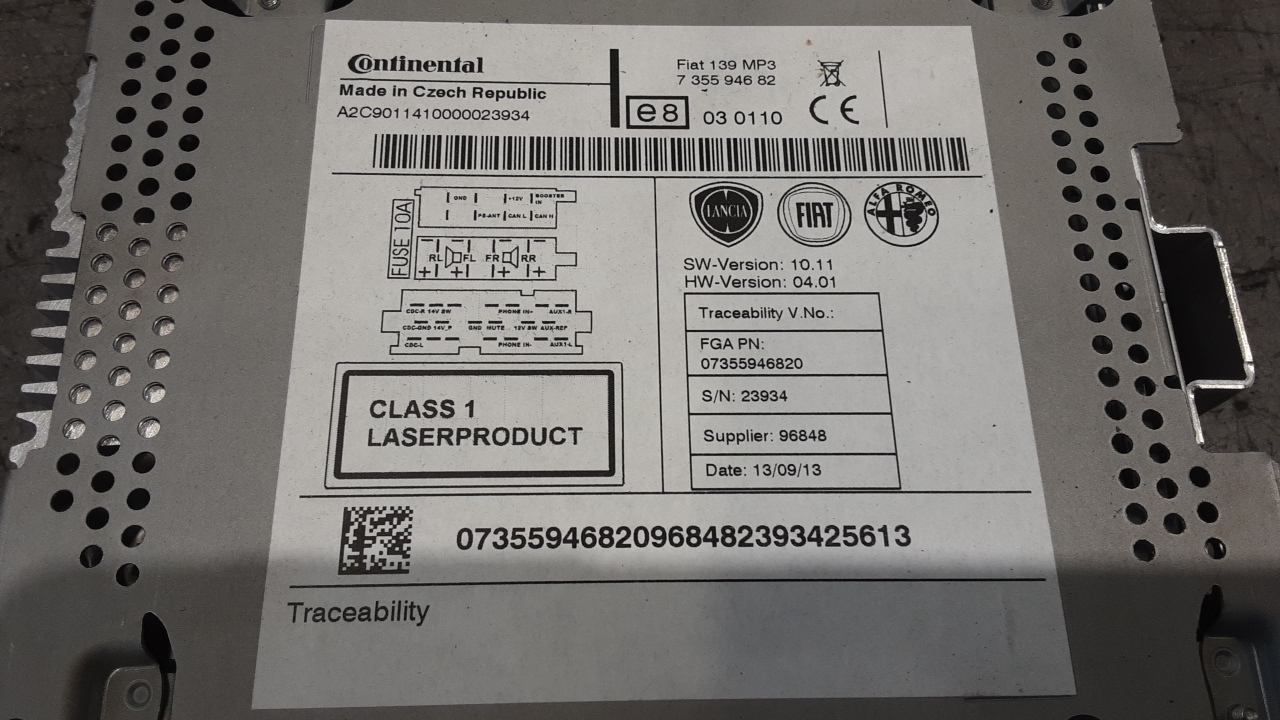 Continental
Made in Czech Republic
A2C9011410000023934
Fiat 139 MP3
7 355 946 82
e8 03 0110 CE
FUSE 10A
GND +12V BOOSTER IN
PS-ANT CAN L CAN H
RL FL FR RR
CDC-R 14V SW PHONE IN+ AUX1-R
CDC-GND 14V_P GND MUTE 12V SW AUX-REF
CDC-L PHONE IN- AUX1-L
CLASS 1
LASERPRODUCT
LANCIA FIAT ALFA ROMEO
SW-Version: 10.11
HW-Version: 04.01
Traceability V.No.:
FGA PN:
07355946820
S/N: 23934
Supplier: 96848
Date: 13/09/13
07355946820968482393425613
Traceability